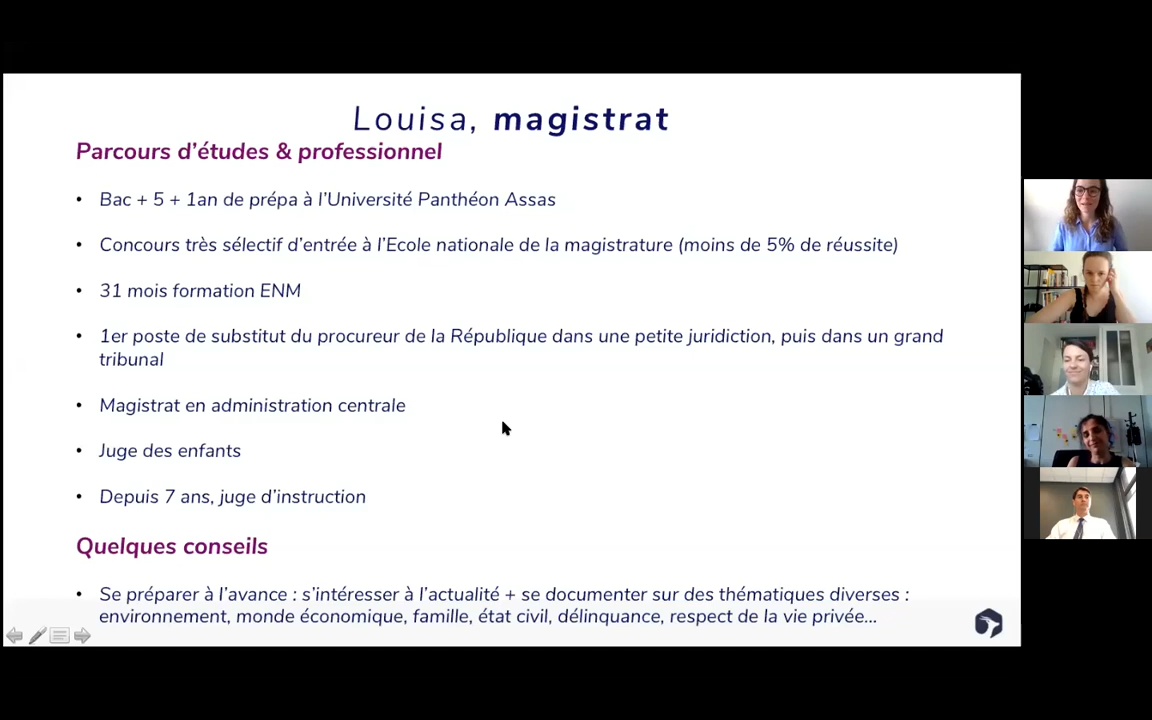 Louisa, magistrat
Parcours d’études & professionnel
• Bac + 5 + 1an de prépa à l’Université Panthéon Assas
• Concours très sélectif d’entrée à l’Ecole nationale de la magistrature (moins de 5% de réussite)
• 31 mois formation ENM
• 1er poste de substitut du procureur de la République dans une petite juridiction, puis dans un grand
tribunal
• Magistrat en administration centrale
• Juge des enfants
• Depuis 7 ans, juge d’instruction
Quelques conseils
• Se préparer à l’avance : s’intéresser à l’actualité + se documenter sur des thématiques diverses :
environnement, monde économique, famille, état civil, délinquance, respect de la vie privée...